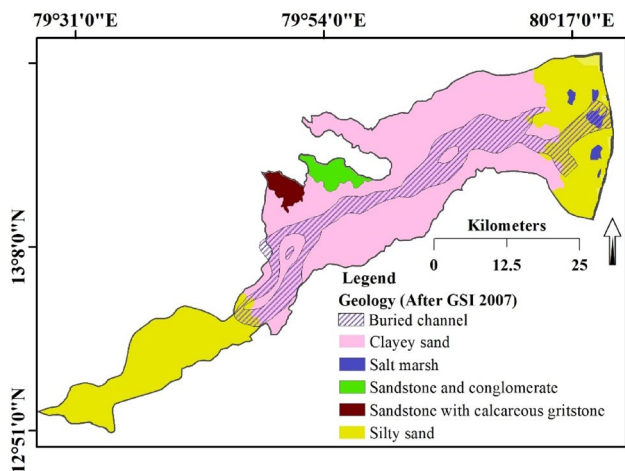 79°31'0"E 79°54'0"E 80°17'0"E
13°8'0"N
12°51'0"N
Kilometers
0 12.5 25
Legend
Geology (After GSI 2007)
Buried channel
Clayey sand
Salt marsh
Sandstone and conglomerate
Sandstone with calcarcous gritstone
Silty sand